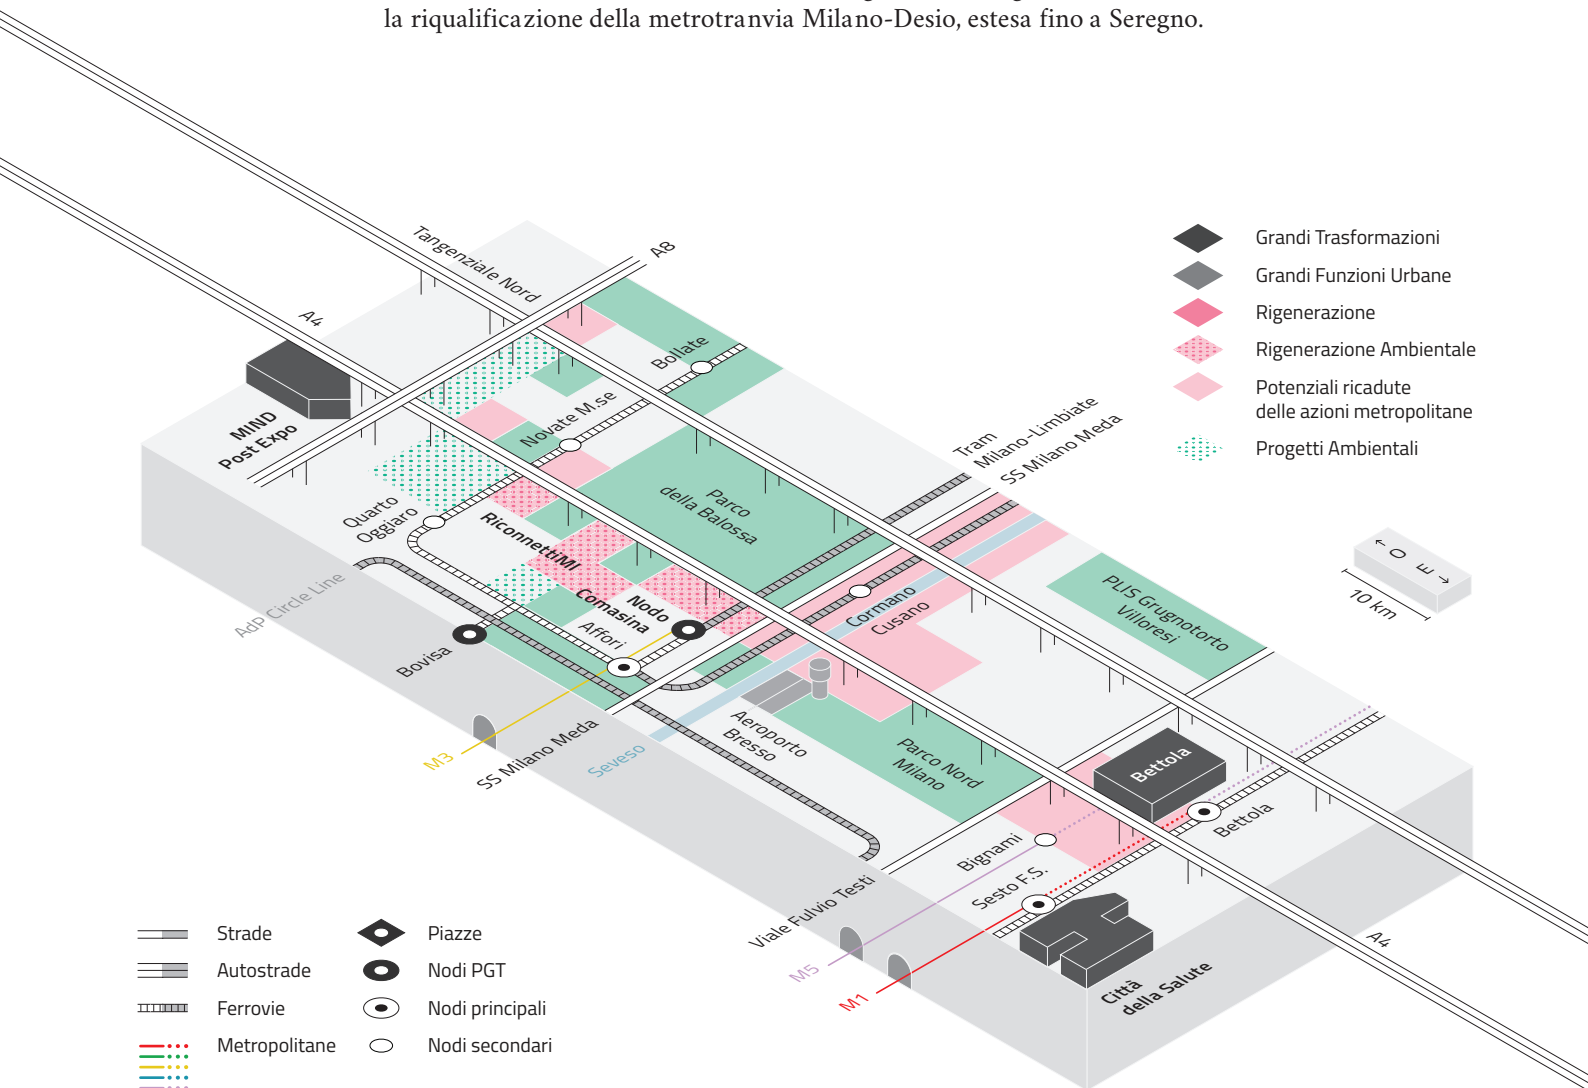 la riqualificazione della metrotranvia Milano-Desio, estesa fino a Seregno.
Tangenziale Nord
A8
A4
MIND
Post Expo
Bollate
Novate M.se
Quarto
Oggiaro
RiconnettiMI
Parco
della Balossa
Tram
Milano-Limbiate
SS Milano Meda
AdP Circle Line
Nodo
Comasina
Affori
Bovisa
Cormano
Cusano
PLIS Grugnotorto
Villoresi
M3
SS Milano Meda
Seveso
Aeroporto
Bresso
Parco Nord
Milano
Bettola
Bettola
Bignami
Sesto F.S.
Viale Fulvio Testi
M5
M1
Città
della Salute
A4
Grandi Trasformazioni
Grandi Funzioni Urbane
Rigenerazione
Rigenerazione Ambientale
Potenziali ricadute
delle azioni metropolitane
Progetti Ambientali
← O
E →
10 km
Strade
Autostrade
Ferrovie
Metropolitane
Piazze
Nodi PGT
Nodi principali
Nodi secondari